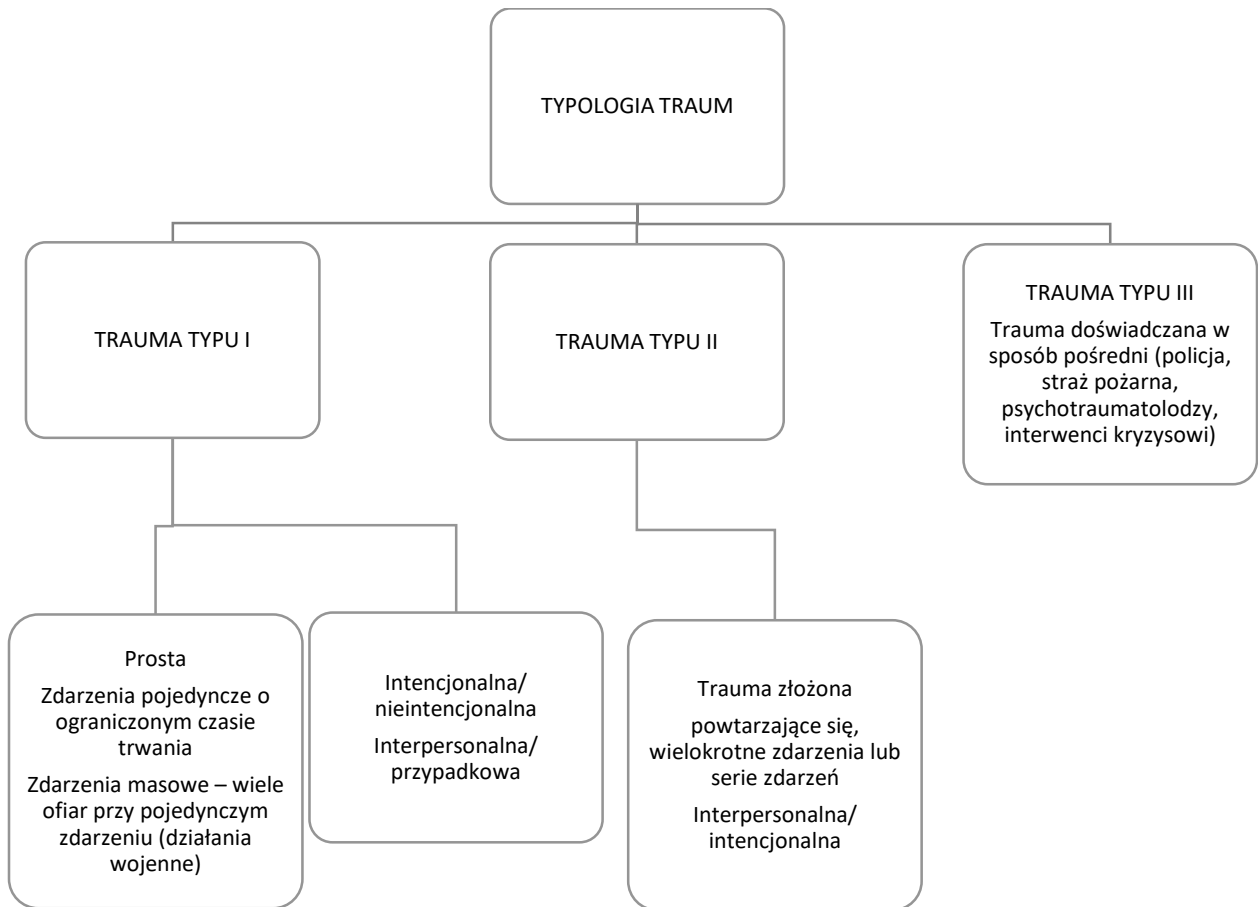 TYPOLOGIA TRAUM
TRAUMA TYPU I
TRAUMA TYPU II
TRAUMA TYPU III
Trauma doświadczana w
sposób pośredni (policja,
straż pożarna,
psychotraumatolodzy,
interwenci kryzysowi)
Prosta
Zdarzenia pojedyncze o
ograniczonym czasie
trwania
Zdarzenia masowe – wiele
ofiar przy pojedynczym
zdarzeniu (działania
wojenne)
Intencjonalna/
nieintencjonalna
Interpersonalna/
przypadkowa
Trauma złożona
powtarzające się,
wielokrotne zdarzenia lub
serie zdarzeń
Interpersonalna/
intencjonalna